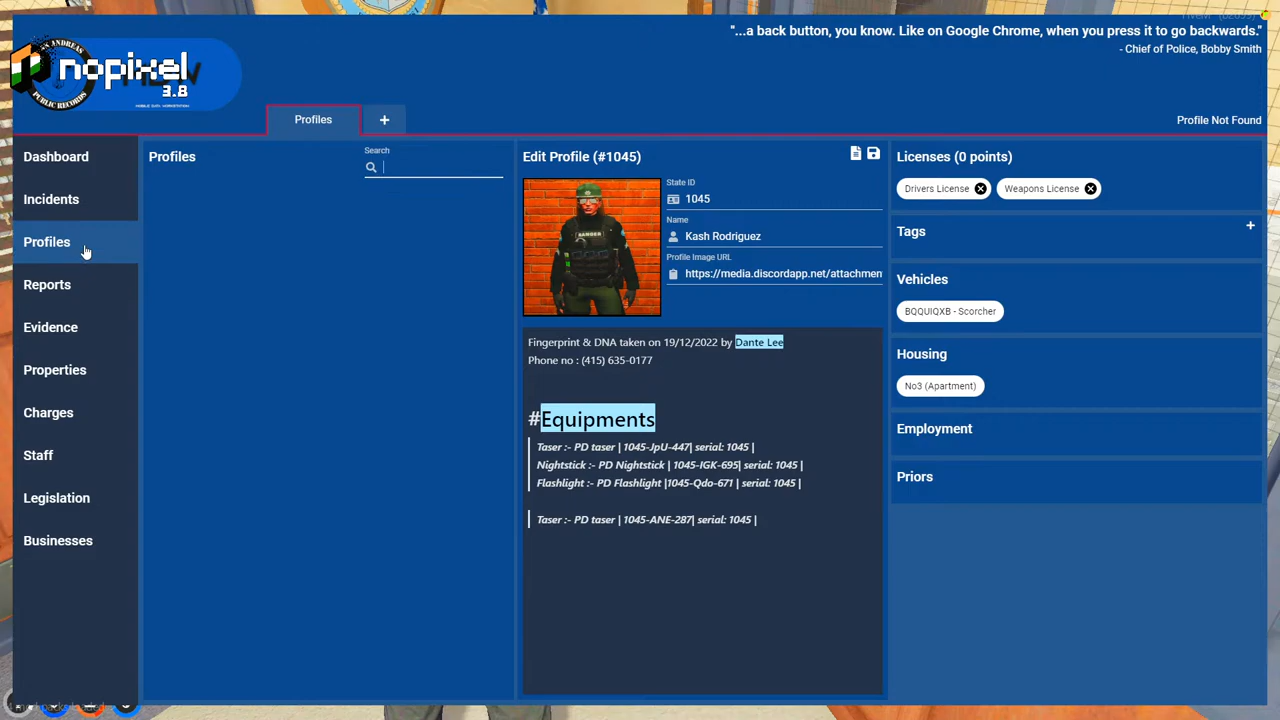 "...a back button, you know. Like on Google Chrome, when you press it to go backwards."
- Chief of Police, Bobby Smith
nopixel
3.8
PUBLIC RECORDS
MOBILE DATA WORKSTATION
Profiles
+
Profile Not Found
Dashboard
Incidents
Profiles
Reports
Evidence
Properties
Charges
Staff
Legislation
Businesses
Profiles
Search
Edit Profile (#1045)
RANGER
State ID
1045
Name
Kash Rodriguez
Profile Image URL
https://media.discordapp.net/attachmen
Fingerprint & DNA taken on 19/12/2022 by Dante Lee
Phone no : (415) 635-0177
#Equipments
Taser :- PD taser | 1045-JpU-447| serial: 1045 |
Nightstick :- PD Nightstick | 1045-IGK-695| serial: 1045 |
Flashlight :- PD Flashlight |1045-Qdo-671 | serial: 1045 |
Taser :- PD taser | 1045-ANE-287| serial: 1045 |
Licenses (0 points)
Drivers License
Weapons License
Tags
+
Vehicles
BQQUIQXB - Scorcher
Housing
No3 (Apartment)
Employment
Priors